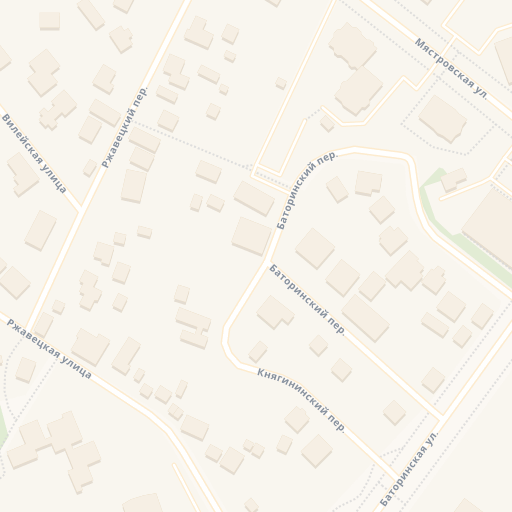 Мястровская ул.
Ржавецкий пер.
Вилейская улица
Баторинский пер.
Баторинский пер.
Ржавецкая улица
Княгининский пер.
Баторинская ул.